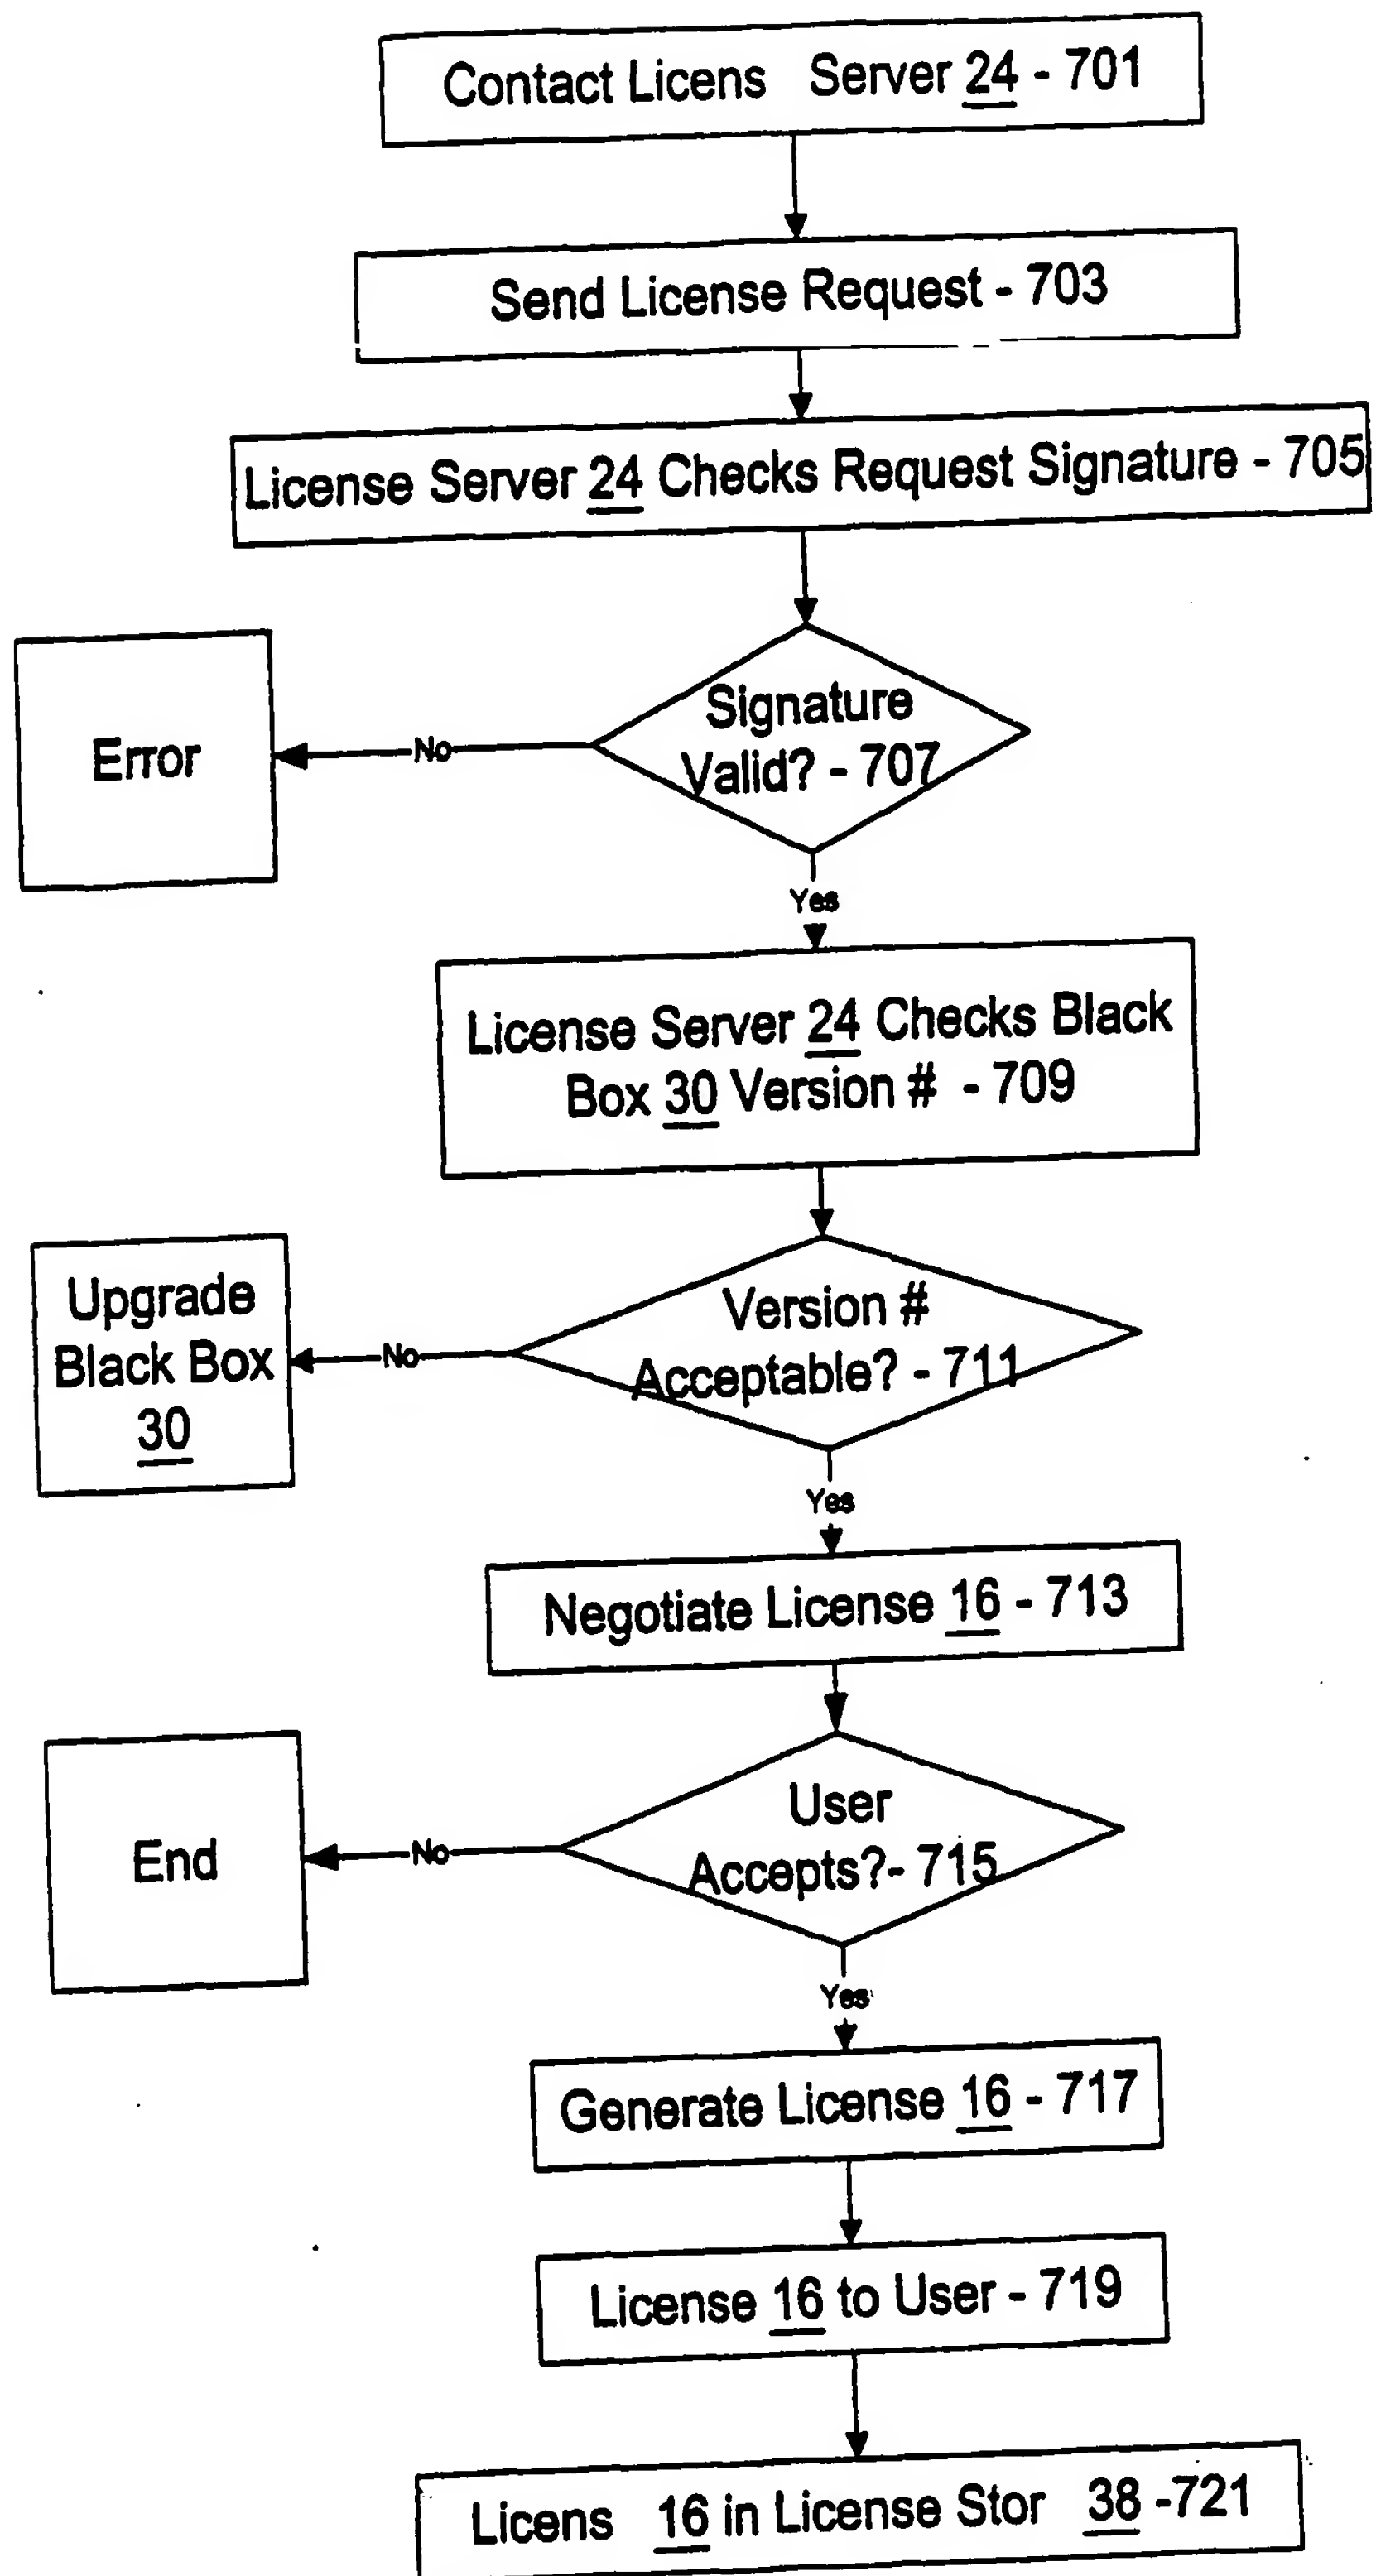 Contact Licens Server 24 - 701
Send License Request - 703
License Server 24 Checks Request Signature - 705
Signature
Valid? - 707
No
Error
Yes
License Server 24 Checks Black
Box 30 Version # - 709
Version #
Acceptable? - 711
No
Upgrade
Black Box
30
Yes
Negotiate License 16 - 713
User
Accepts?- 715
No
End
Yes
Generate License 16 - 717
License 16 to User - 719
Licens 16 in License Stor 38 -721